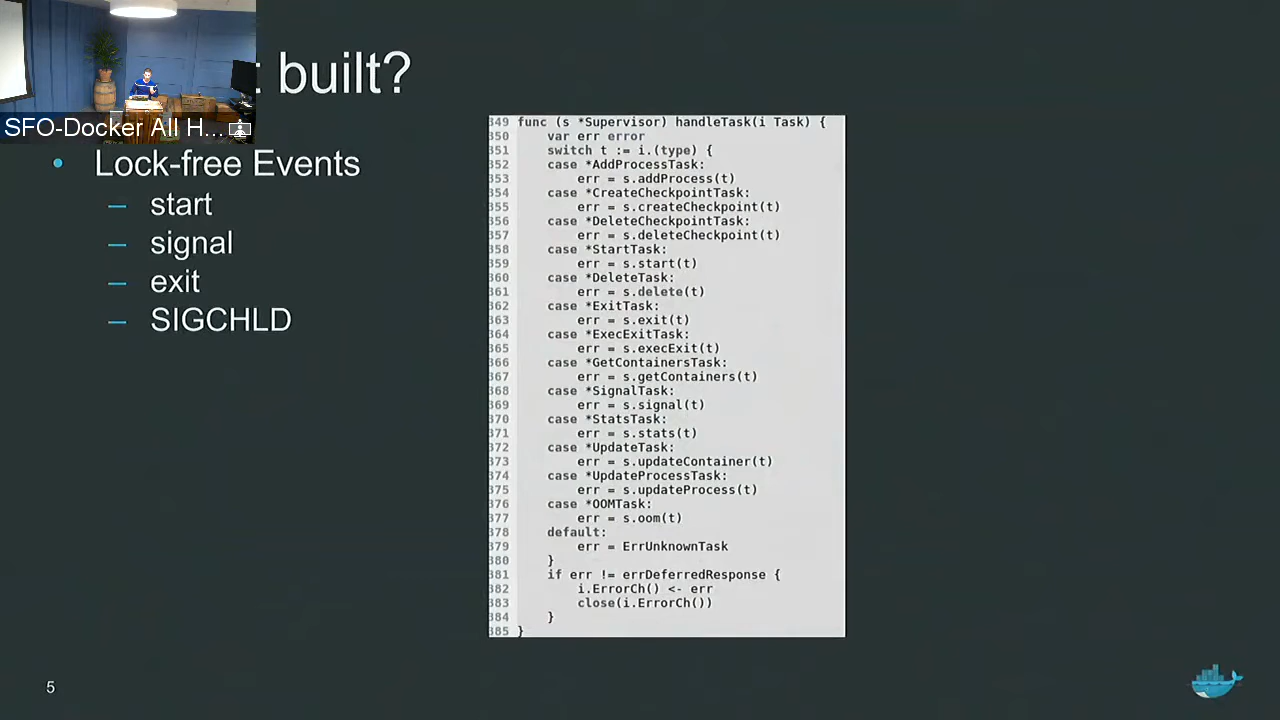 built?
SFO-Docker All H...
• Lock-free Events
– start
– signal
– exit
– SIGCHLD
349 func (s *Supervisor) handleTask(i Task) {
350 var err error
351 switch t := i.(type) {
352 case *AddProcessTask:
353 err = s.addProcess(t)
354 case *CreateCheckpointTask:
355 err = s.createCheckpoint(t)
356 case *DeleteCheckpointTask:
357 err = s.deleteCheckpoint(t)
358 case *StartTask:
359 err = s.start(t)
360 case *DeleteTask:
361 err = s.delete(t)
362 case *ExitTask:
363 err = s.exit(t)
364 case *ExecExitTask:
365 err = s.execExit(t)
366 case *GetContainersTask:
367 err = s.getContainers(t)
368 case *SignalTask:
369 err = s.signal(t)
370 case *StatsTask:
371 err = s.stats(t)
372 case *UpdateTask:
373 err = s.updateContainer(t)
374 case *UpdateProcessTask:
375 err = s.updateProcess(t)
376 case *OOMTask:
377 err = s.oom(t)
378 default:
379 err = ErrUnknownTask
380 }
381 if err != errDeferredResponse {
382 i.ErrorCh() <- err
383 close(i.ErrorCh())
384 }
385 }
5